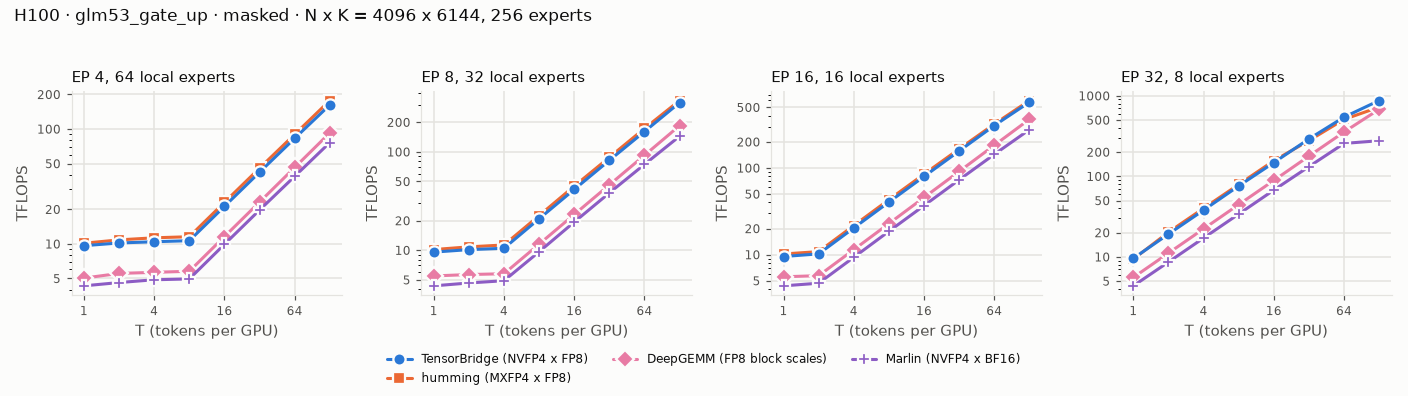 H100 · glm53_gate_up · masked · N x K = 4096 x 6144, 256 experts
EP 4, 64 local experts
EP 8, 32 local experts
EP 16, 16 local experts
EP 32, 8 local experts
TFLOPS
200
100
50
20
10
5
1
4
16
64
T (tokens per GPU)
TFLOPS
200
100
50
20
10
5
1
4
16
64
T (tokens per GPU)
TFLOPS
500
200
100
50
20
10
5
1
4
16
64
T (tokens per GPU)
TFLOPS
1000
500
200
100
50
20
10
5
1
4
16
64
T (tokens per GPU)
TensorBridge (NVFP4 x FP8)
DeepGEMM (FP8 block scales)
Marlin (NVFP4 x BF16)
humming (MXFP4 x FP8)